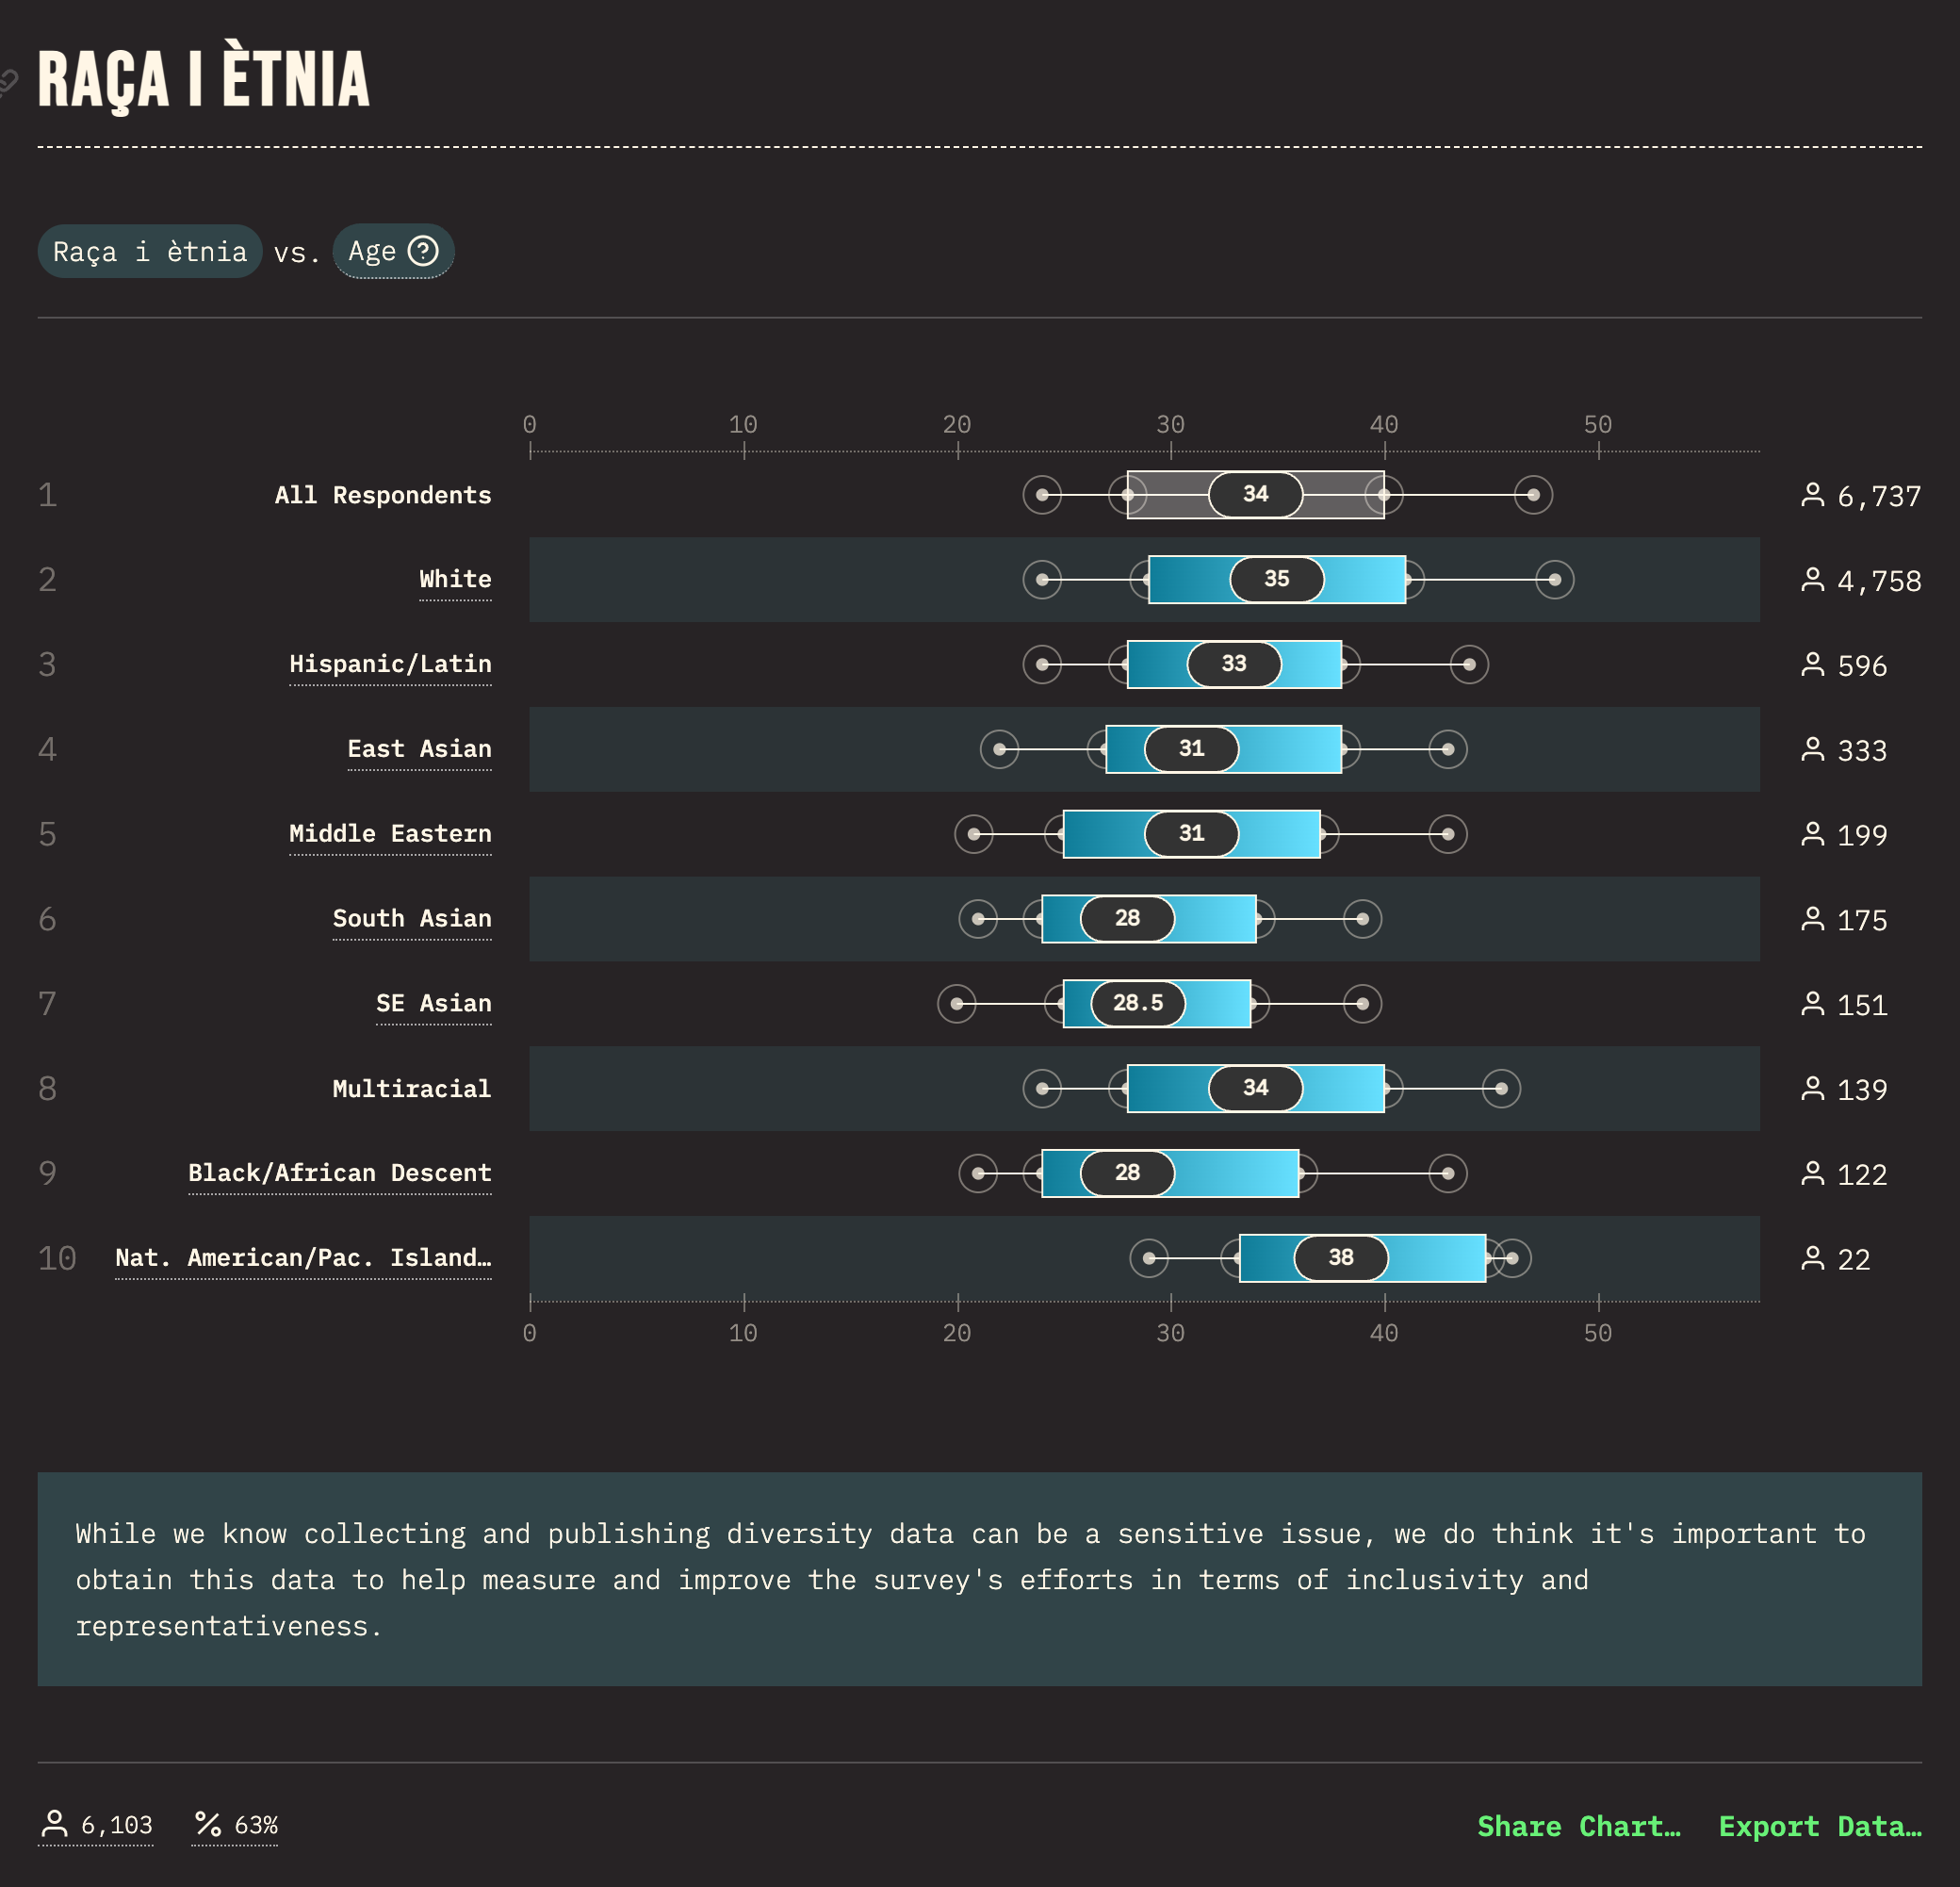 RAÇA I ÈTNIA
Raça i ètnia vs. Age
0 10 20 30 40 50
1 All Respondents 34 6,737
2 White 35 4,758
3 Hispanic/Latin 33 596
4 East Asian 31 333
5 Middle Eastern 31 199
6 South Asian 28 175
7 SE Asian 28.5 151
8 Multiracial 34 139
9 Black/African Descent 28 122
10 Nat. American/Pac. Island… 38 22
0 10 20 30 40 50
While we know collecting and publishing diversity data can be a sensitive issue, we do think it's important to
obtain this data to help measure and improve the survey's efforts in terms of inclusivity and
representativeness.
6,103 63% Share Chart… Export Data…